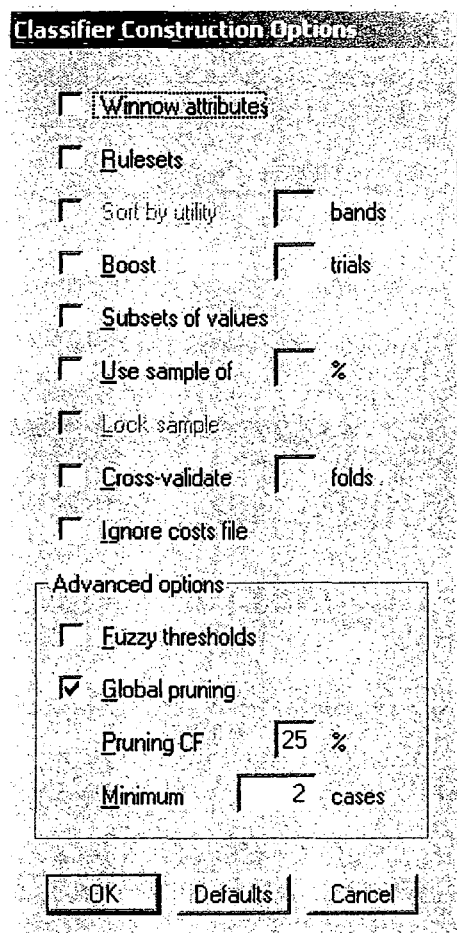 Classifier Construction Options
Winnow attributes
Rulesets
Sort by utility bands
Boost trials
Subsets of values
Use sample of %
Lock sample
Cross-validate folds
Ignore costs file
Advanced options
Fuzzy thresholds
Global pruning
Pruning CF 25 %
Minimum 2 cases
OK Defaults Cancel